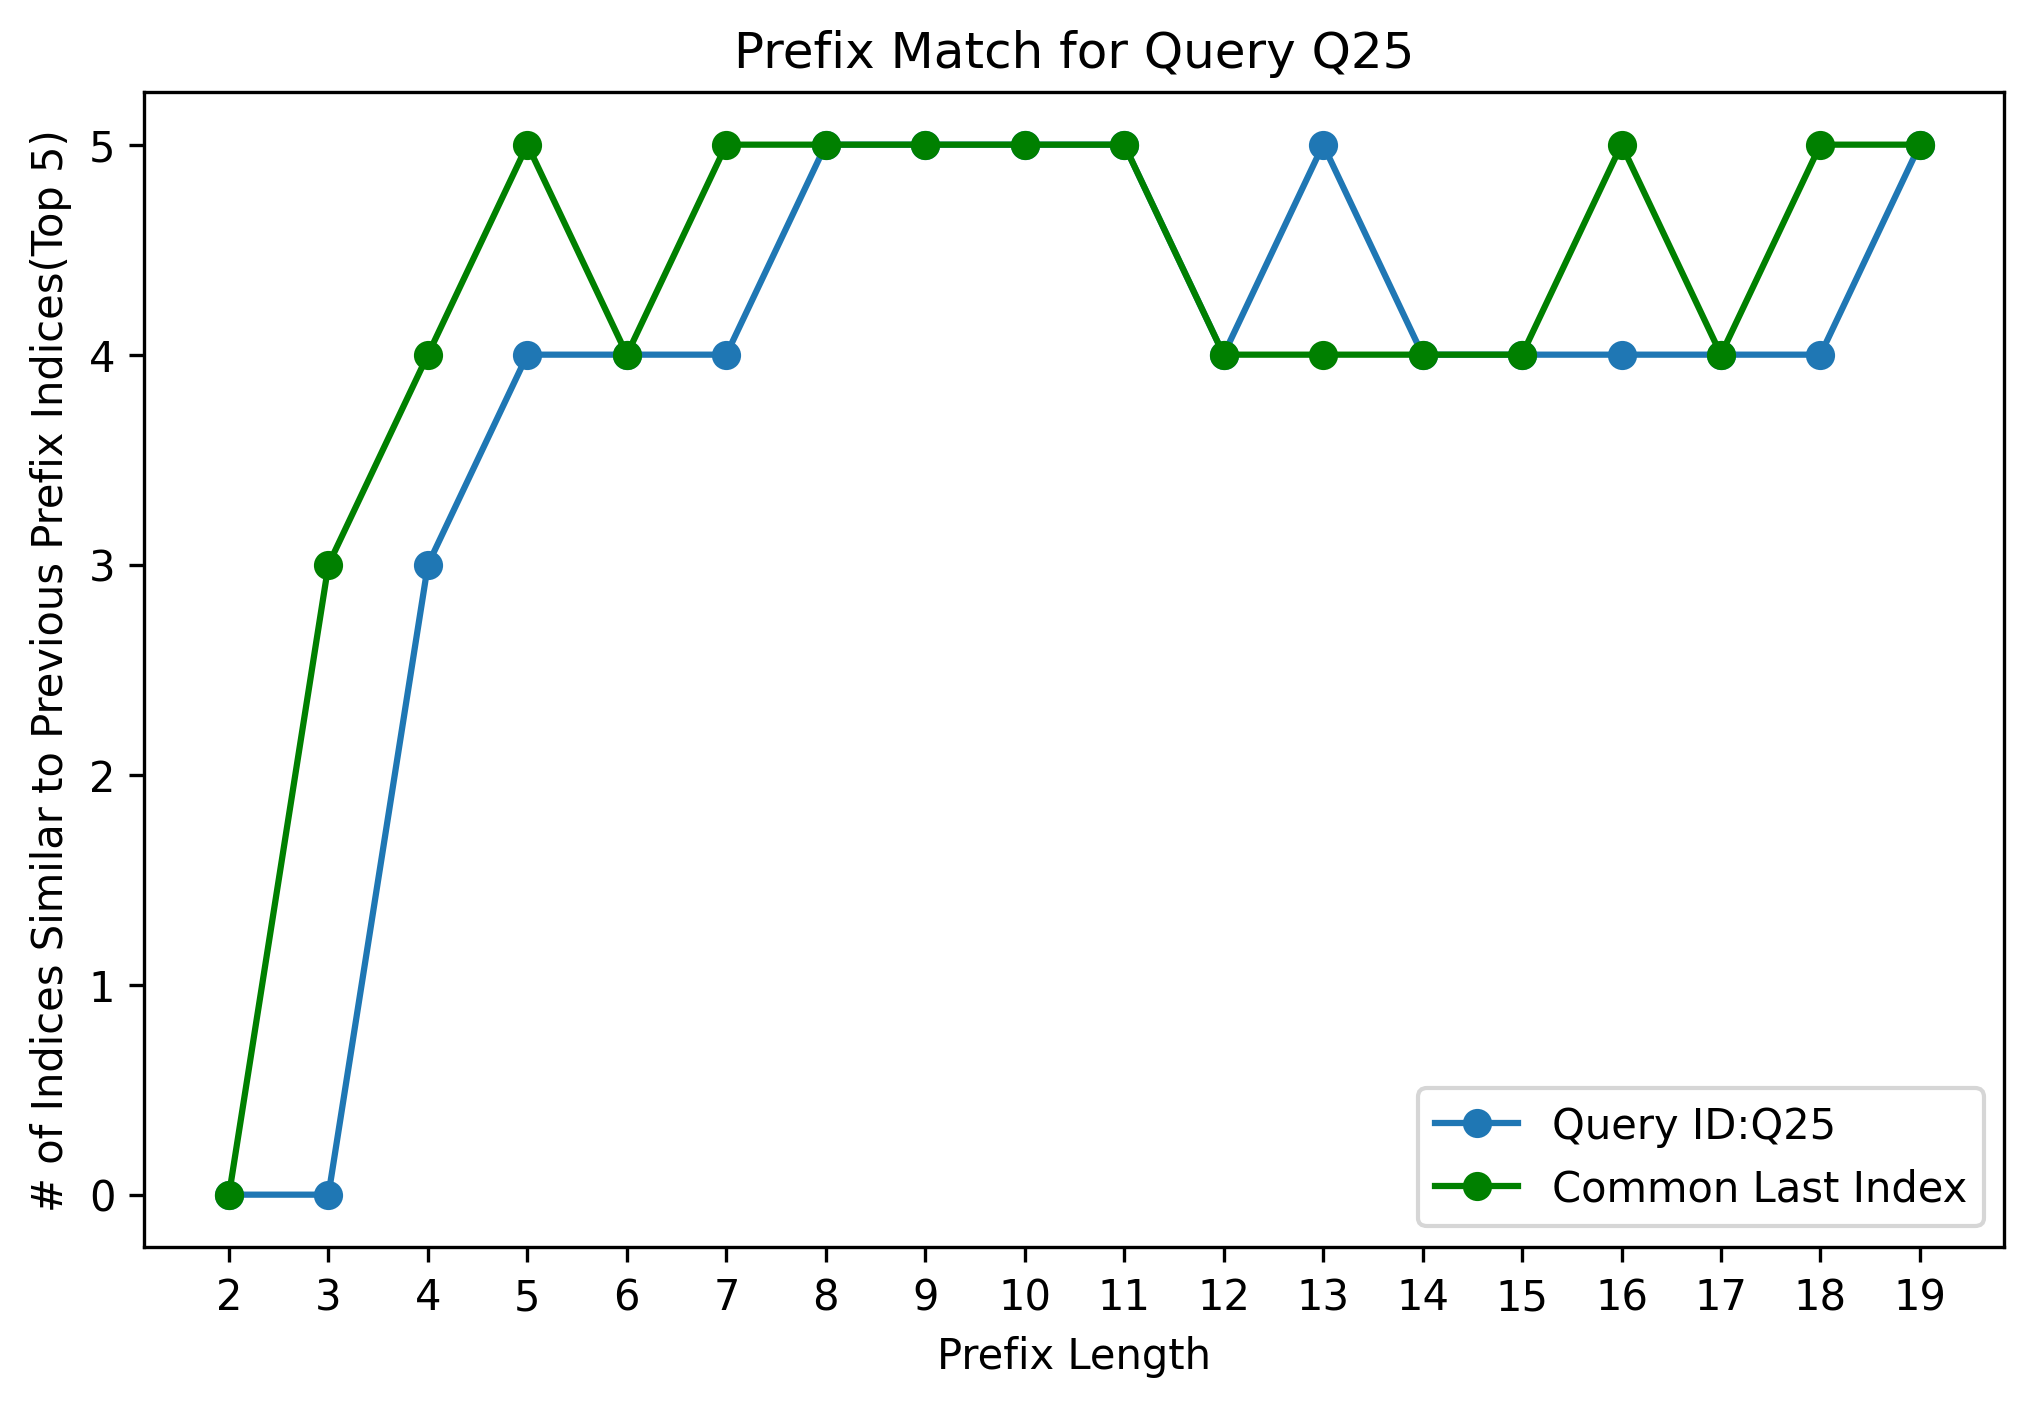 Prefix Match for Query Q25
# of Indices Similar to Previous Prefix Indices(Top 5)
5
4
3
2
1
0
Query ID:Q25
Common Last Index
2 3 4 5 6 7 8 9 10 11 12 13 14 15 16 17 18 19
Prefix Length